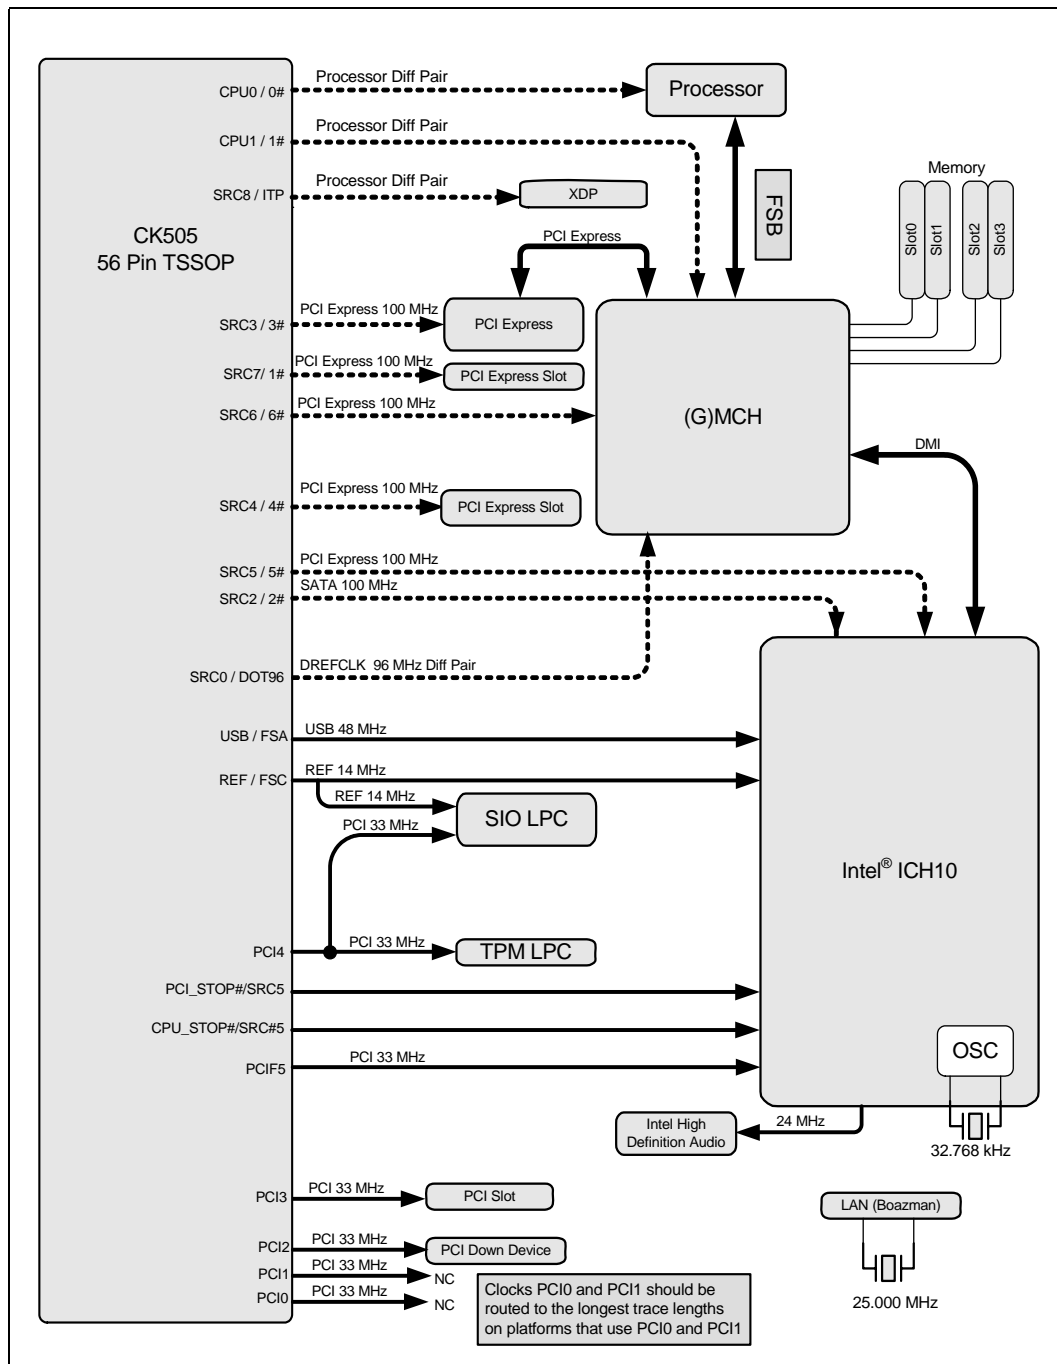 CK505
56 Pin TSSOP
CPU0 / 0#
Processor Diff Pair
Processor
CPU1 / 1#
Processor Diff Pair
SRC8 / ITP
Processor Diff Pair
XDP
FSB
Memory
Slot0
Slot1
Slot2
Slot3
PCI Express
SRC3 / 3#
PCI Express 100 MHz
PCI Express
SRC7/ 1#
PCI Express 100 MHz
PCI Express Slot
SRC6 / 6#
PCI Express 100 MHz
(G)MCH
DMI
SRC4 / 4#
PCI Express 100 MHz
PCI Express Slot
SRC5 / 5#
PCI Express 100 MHz
SRC2 / 2#
SATA 100 MHz
SRC0 / DOT96
DREFCLK 96 MHz Diff Pair
USB / FSA
USB 48 MHz
REF / FSC
REF 14 MHz
REF 14 MHz
SIO LPC
PCI 33 MHz
Intel® ICH10
PCI4
PCI 33 MHz
TPM LPC
PCI_STOP#/SRC5
CPU_STOP#/SRC#5
PCIF5
PCI 33 MHz
OSC
32.768 kHz
24 MHz
Intel High
Definition Audio
PCI3
PCI 33 MHz
PCI Slot
LAN (Boazman)
25.000 MHz
PCI2
PCI 33 MHz
PCI Down Device
PCI1
PCI 33 MHz
NC
PCI0
PCI 33 MHz
NC
Clocks PCI0 and PCI1 should be
routed to the longest trace lengths
on platforms that use PCI0 and PCI1